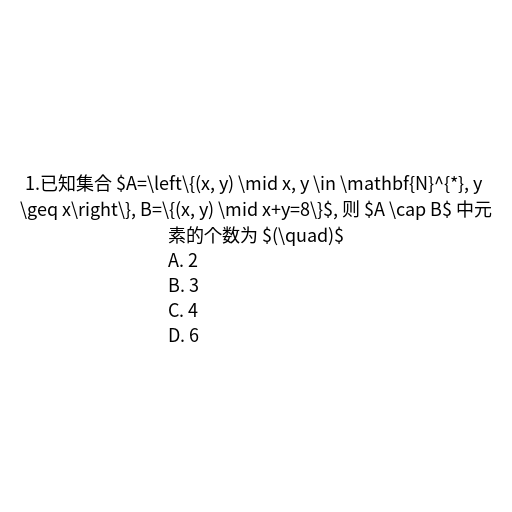 1.已知集合 $A=\left\{(x, y) \mid x, y \in \mathbf{N}^{*}, y
\geq x\right\}, B=\{(x, y) \mid x+y=8\}$, 则 $A \cap B$ 中元
素的个数为 $(\quad)$
A. 2
B. 3
C. 4
D. 6